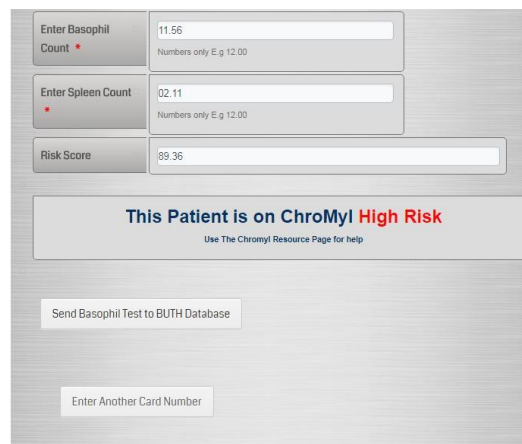 Enter Basophil
Count *
11.56
Numbers only E.g 12.00
Enter Spleen Count
*
02.11
Numbers only E.g 12.00
Risk Score
89.36
This Patient is on ChroMyl High Risk
Use The Chromyl Resource Page for help
Send Basophil Test to BUTH Database
Enter Another Card Number